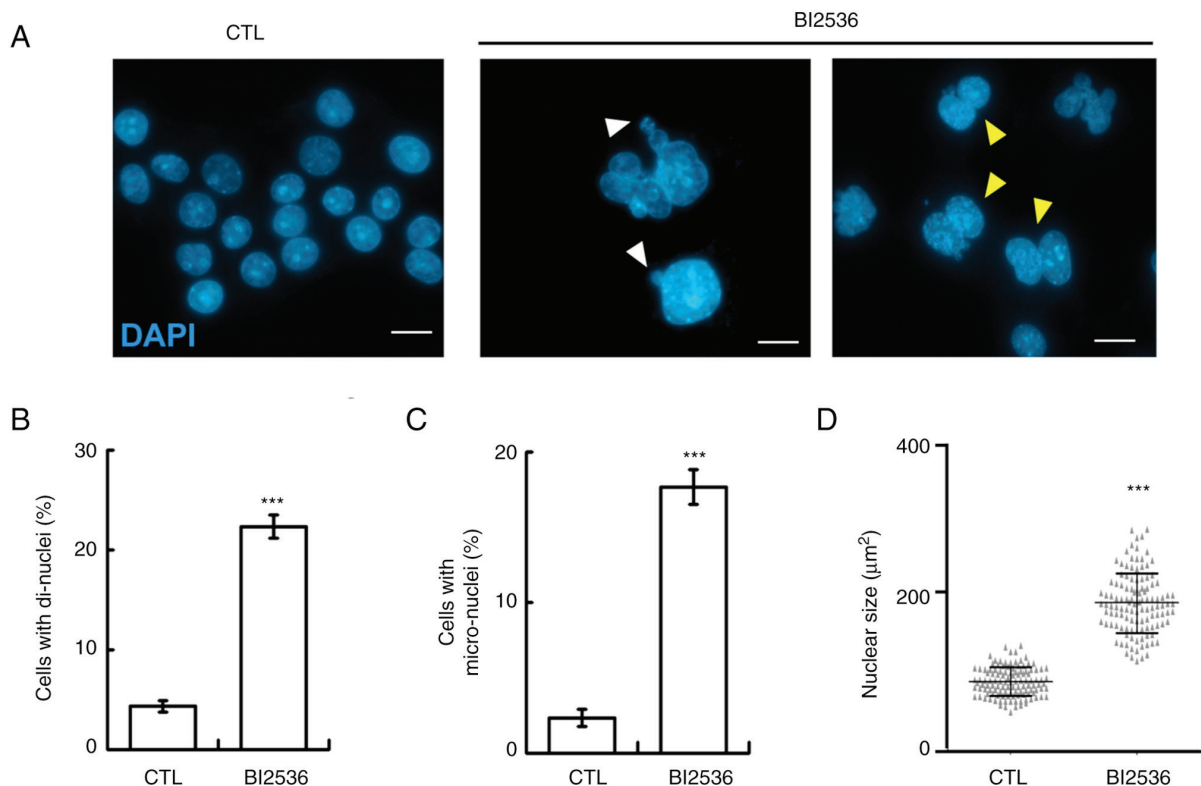 A
CTL
BI2536
DAPI
B
Cells with di-nuclei (%)
30
20
10
0
***
CTL
BI2536
C
Cells with
micro-nuclei (%)
20
10
0
***
CTL
BI2536
D
Nuclear size (μm²)
400
200
0
***
CTL
BI2536